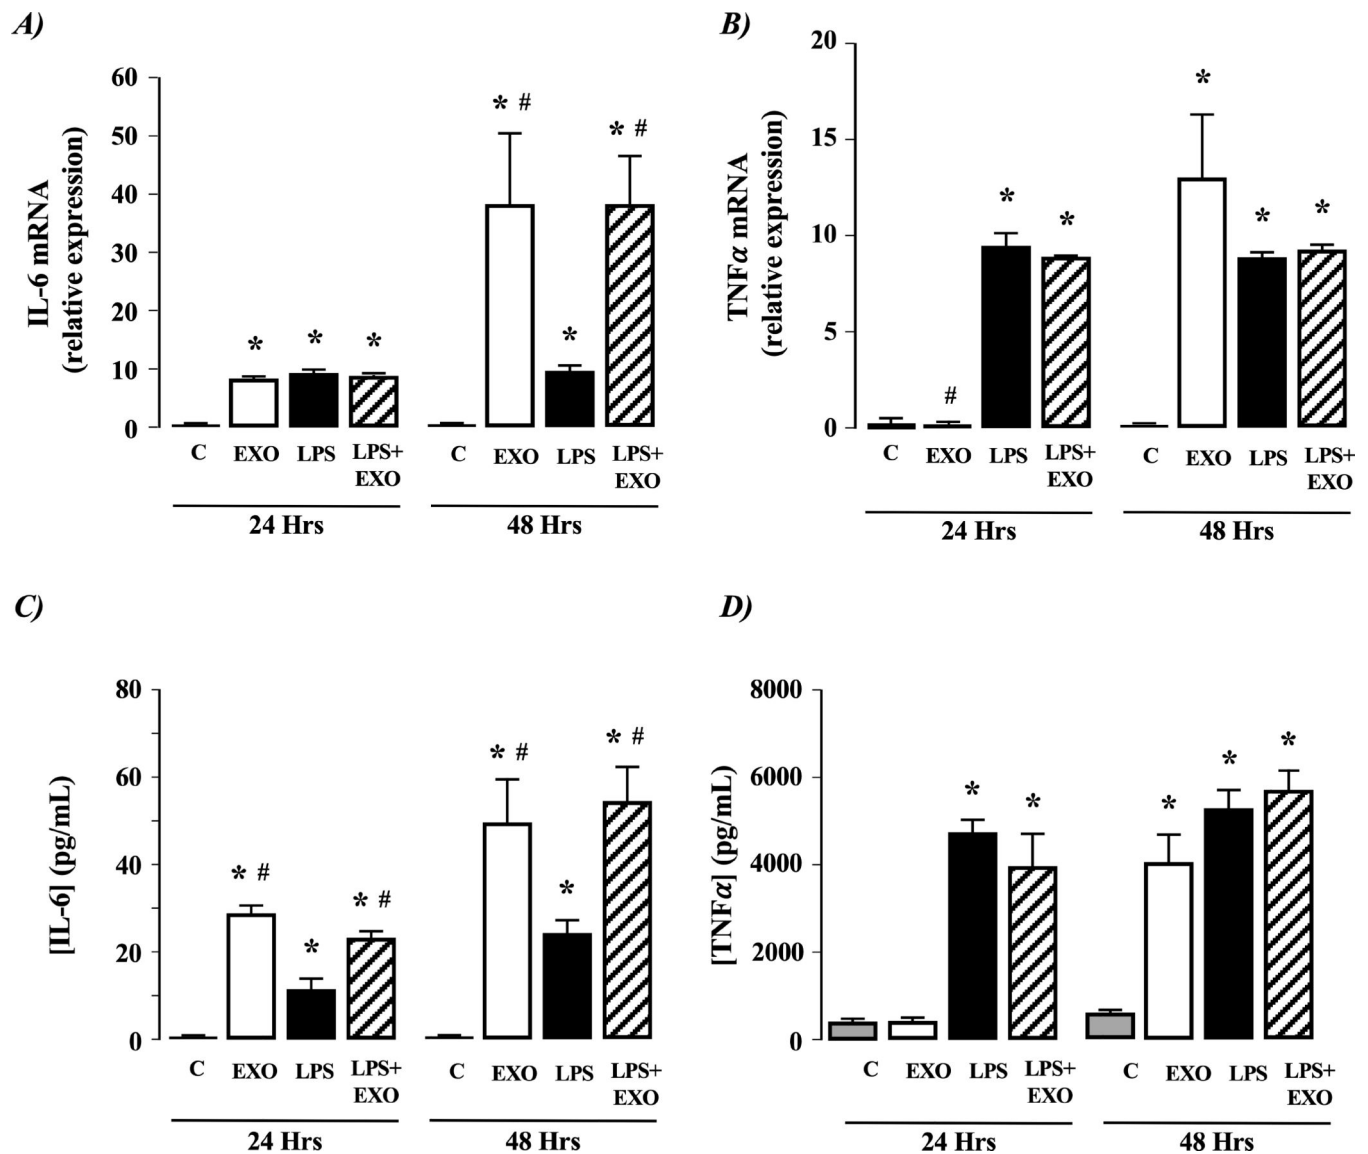 A)
IL-6 mRNA
(relative expression)
60
50
40
30
20
10
0
* # * #
* * * *
C EXO LPS LPS+
EXO
C EXO LPS LPS+
EXO
24 Hrs 48 Hrs
B)
TNFα mRNA
(relative expression)
20
15
10
5
0
# * * * * *
C EXO LPS LPS+
EXO
C EXO LPS LPS+
EXO
24 Hrs 48 Hrs
C)
[IL-6] (pg/mL)
80
60
40
20
0
* # * * # * # * * #
C EXO LPS LPS+
EXO
C EXO LPS LPS+
EXO
24 Hrs 48 Hrs
D)
[TNFα] (pg/mL)
8000
6000
4000
2000
0
* * * * *
C EXO LPS LPS+
EXO
C EXO LPS LPS+
EXO
24 Hrs 48 Hrs